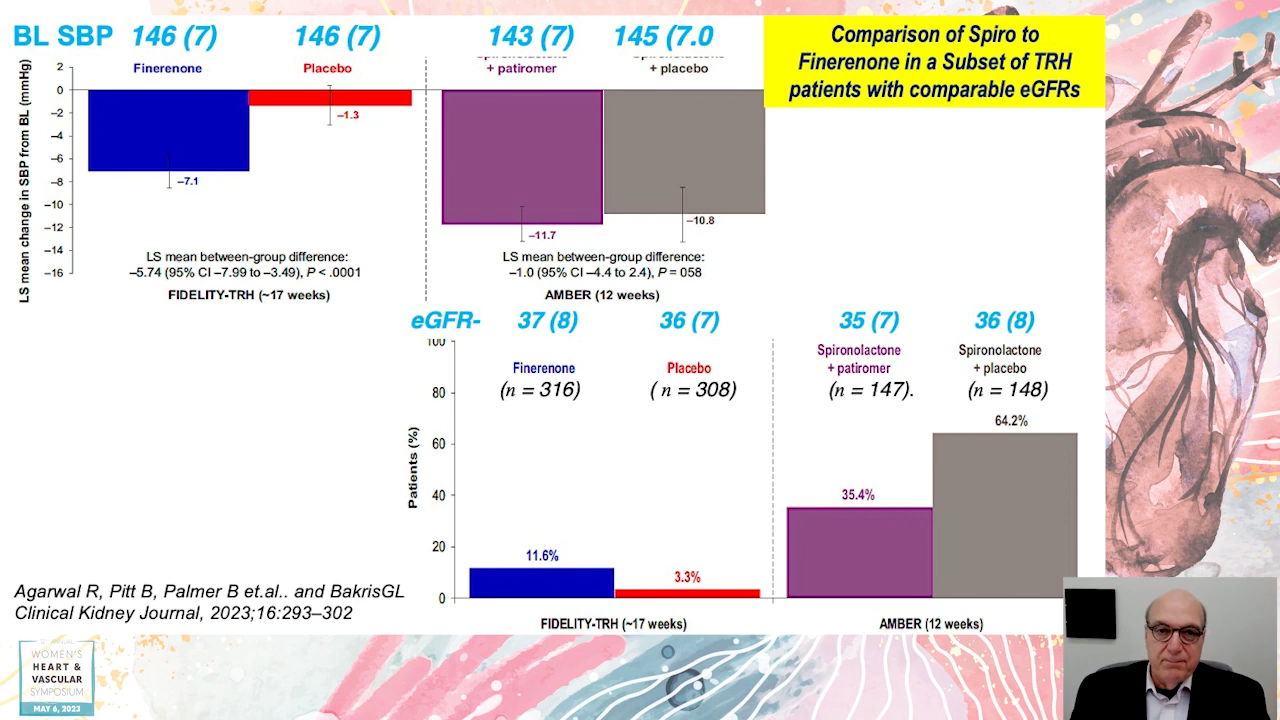 BL SBP 146 (7) 146 (7) 143 (7) 145 (7.0
Comparison of Spiro to
Finerenone in a Subset of TRH
patients with comparable eGFRs
LS mean change in SBP from BL (mmHg)
2
0
–2
–4
–6
–8
–10
–12
–14
–16
Finerenone
Placebo
+ patiromer
+ placebo
–7.1
–1.3
–11.7
–10.8
LS mean between-group difference:
–5.74 (95% CI –7.99 to –3.49), P < .0001
LS mean between-group difference:
–1.0 (95% CI –4.4 to 2.4), P = 058
FIDELITY-TRH (~17 weeks)
AMBER (12 weeks)
eGFR- 37 (8) 36 (7) 35 (7) 36 (8)
Patients (%)
100
80
60
40
20
0
Finerenone
(n = 316)
Placebo
( n = 308)
Spironolactone
+ patiromer
(n = 147).
Spironolactone
+ placebo
(n = 148)
11.6%
3.3%
35.4%
64.2%
FIDELITY-TRH (~17 weeks)
AMBER (12 weeks)
Agarwal R, Pitt B, Palmer B et.al.. and BakrisGL
Clinical Kidney Journal, 2023;16:293–302
WOMEN'S
HEART &
VASCULAR
SYMPOSIUM
MAY 6, 2023